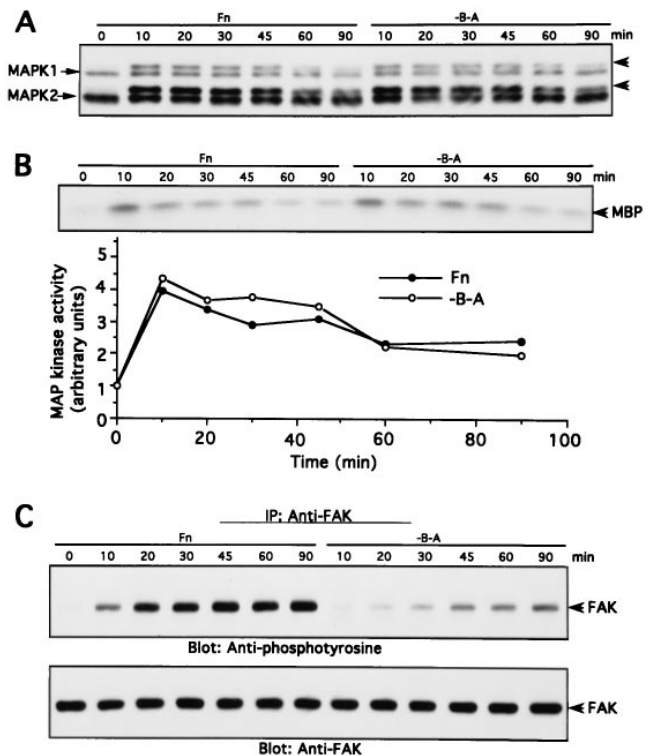 A
Fn -B-A
0 10 20 30 45 60 90 10 20 30 45 60 90 min
MAPK1
MAPK2
B
Fn -B-A
0 10 20 30 45 60 90 10 20 30 45 60 90 min
MBP
MAP kinase activity
(arbitrary units)
5
4
3
2
1
0
Fn
-B-A
0 20 40 60 80 100
Time (min)
C
IP: Anti-FAK
Fn -B-A
0 10 20 30 45 60 90 10 20 30 45 60 90 min
FAK
Blot: Anti-phosphotyrosine
FAK
Blot: Anti-FAK